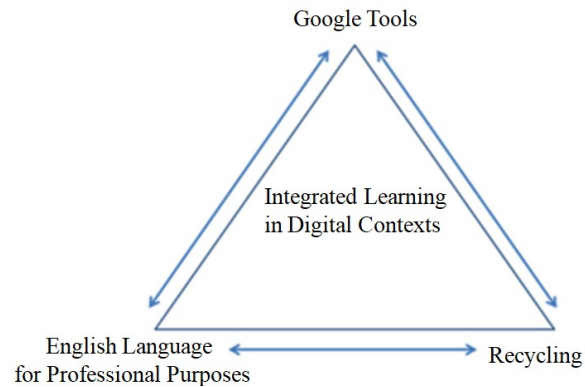 Google Tools
Integrated Learning
in Digital Contexts
English Language
for Professional Purposes
Recycling